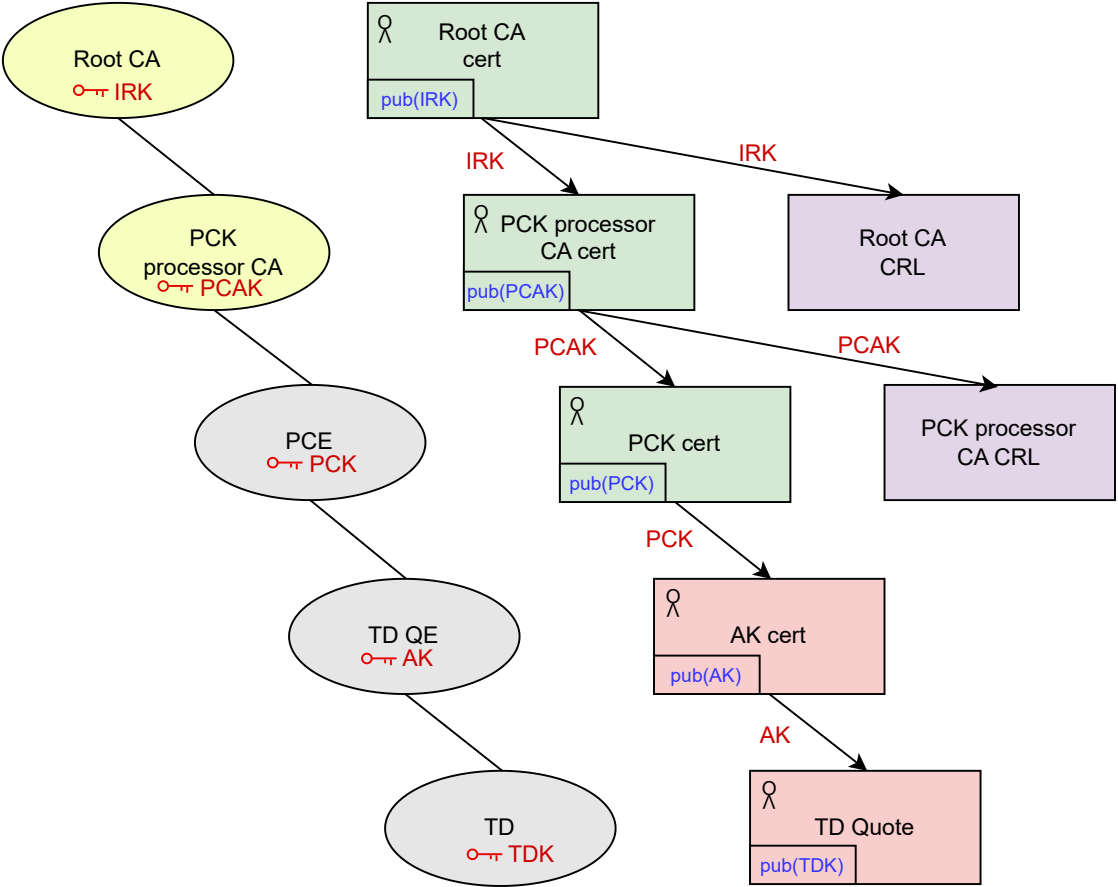 Root CA
IRK
Root CA
cert
pub(IRK)
IRK
IRK
PCK
processor CA
PCAK
PCK processor
CA cert
pub(PCAK)
Root CA
CRL
PCAK
PCAK
PCE
PCK
PCK cert
pub(PCK)
PCK processor
CA CRL
PCK
TD QE
AK
AK cert
pub(AK)
AK
TD
TDK
TD Quote
pub(TDK)